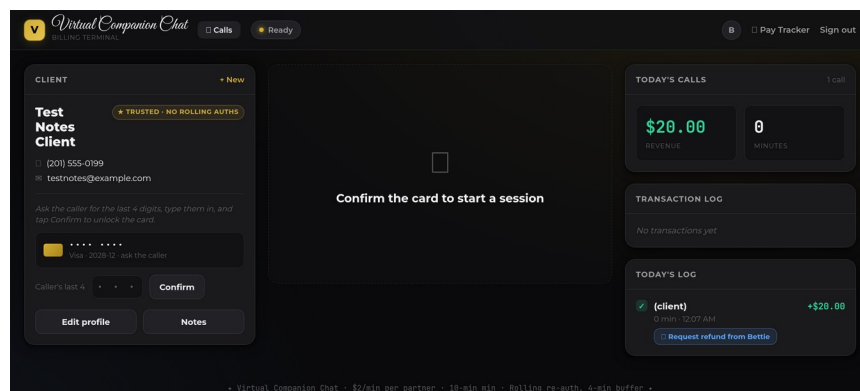 V
Virtual Companion Chat
BILLING TERMINAL
Calls
Ready
B
Pay Tracker
Sign out
CLIENT
+ New
Test
Notes
Client
★ TRUSTED · NO ROLLING AUTHS
(201) 555-0199
testnotes@example.com
Ask the caller for the last 4 digits, type them in, and
tap Confirm to unlock the card.
•••• ••••
Visa · 2028-12 · ask the caller
Caller's last 4
Confirm
Edit profile
Notes
Confirm the card to start a session
TODAY'S CALLS
1 call
$20.00
REVENUE
0
MINUTES
TRANSACTION LOG
No transactions yet
TODAY'S LOG
✓ (client)
+$20.00
0 min · 12:07 AM
Request refund from Bettie
✦ Virtual Companion Chat · $2/min per partner · 10-min min · Rolling re-auth, 4-min buffer ✦